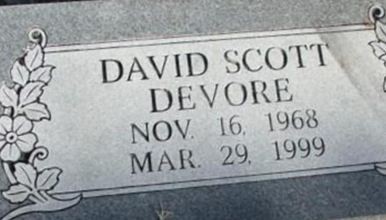 DAVID SCOTT
DEVORE
NOV. 16, 1968
MAR. 29, 1999